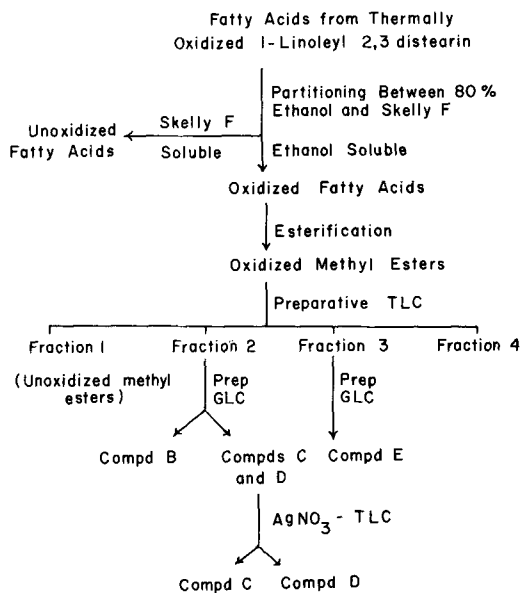 Fatty Acids from Thermally
Oxidized 1-Linoleyl 2,3 distearin
Partitioning Between 80%
Ethanol and Skelly F
Skelly F
Unoxidized
Fatty Acids
Soluble
Ethanol Soluble
Oxidized Fatty Acids
Esterification
Oxidized Methyl Esters
Preparative TLC
Fraction 1 Fraction 2 Fraction 3 Fraction 4
(Unoxidized methyl
esters)
Prep
GLC
Prep
GLC
Compd B Compds C
and D
Compd E
AgNO₃ - TLC
Compd C Compd D